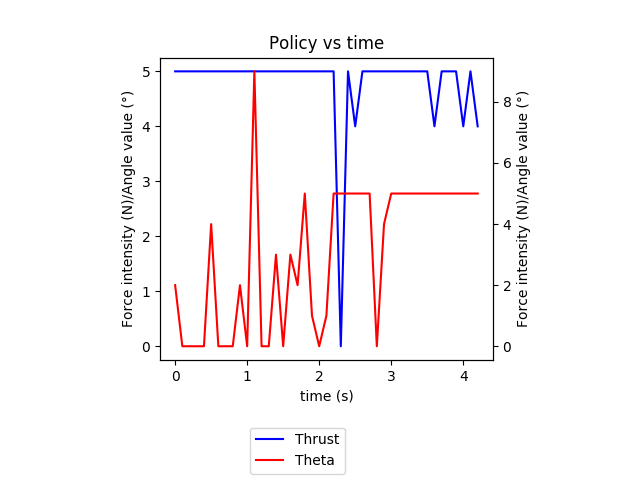 Policy vs time
Force intensity (N)/Angle value (°)
5
4
3
2
1
0
8
6
4
2
0
Force intensity (N)/Angle value (°)
0 1 2 3 4
time (s)
Thrust
Theta